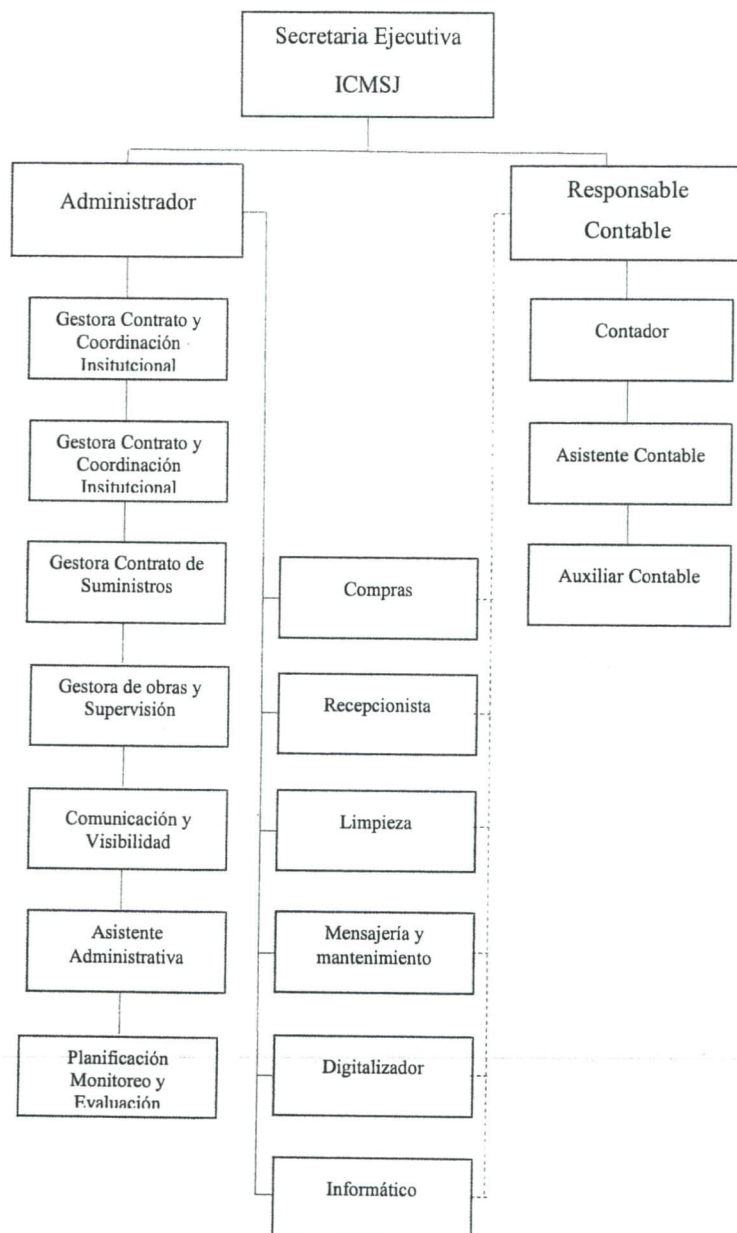 Secretaria Ejecutiva
ICMSJ
Administrador
Responsable
Contable
Gestora Contrato y
Coordinación
Insitutcional
Gestora Contrato y
Coordinación
Insitutcional
Gestora Contrato de
Suministros
Gestora de obras y
Supervisión
Comunicación y
Visibilidad
Asistente
Administrativa
Planificación
Monitoreo y
Evaluación
Compras
Recepcionista
Limpieza
Mensajería y
mantenimiento
Digitalizador
Informático
Contador
Asistente Contable
Auxiliar Contable